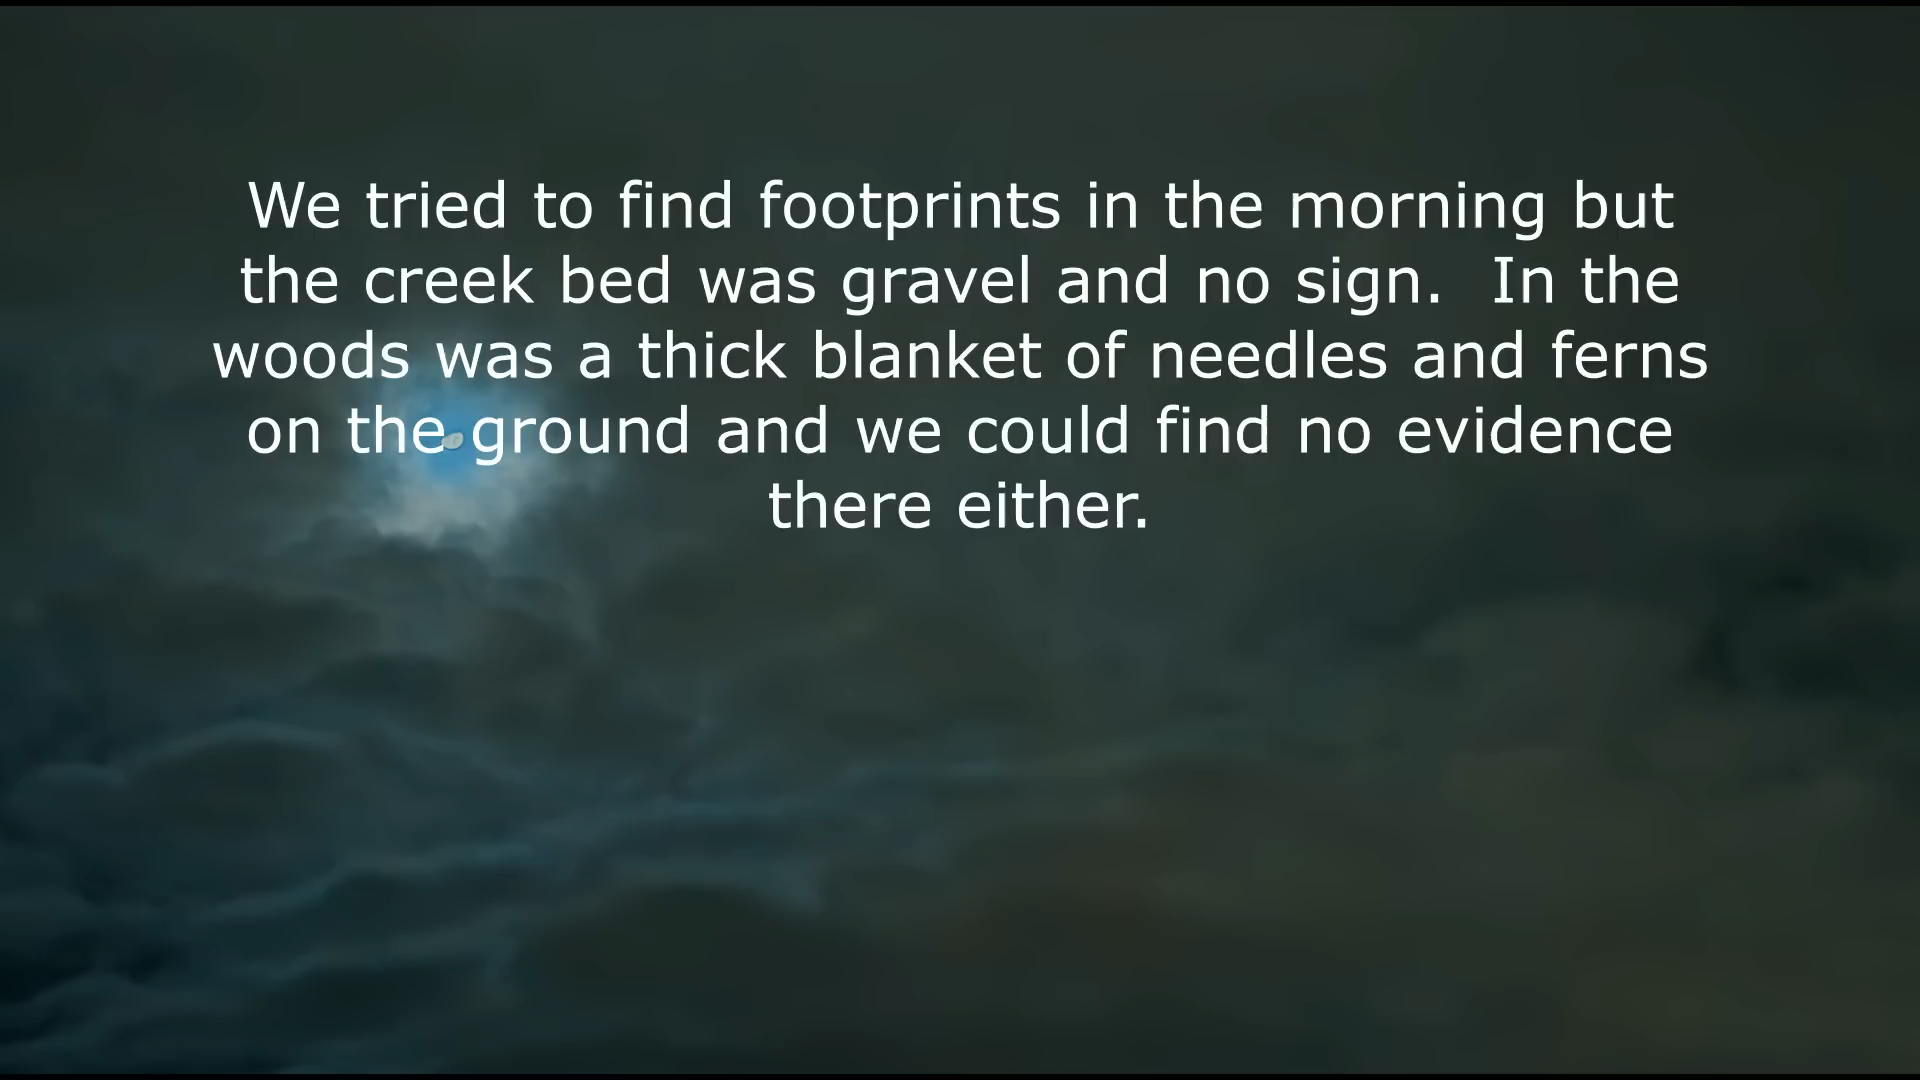 We tried to find footprints in the morning but
the creek bed was gravel and no sign.  In the
woods was a thick blanket of needles and ferns
on the ground and we could find no evidence
there either.